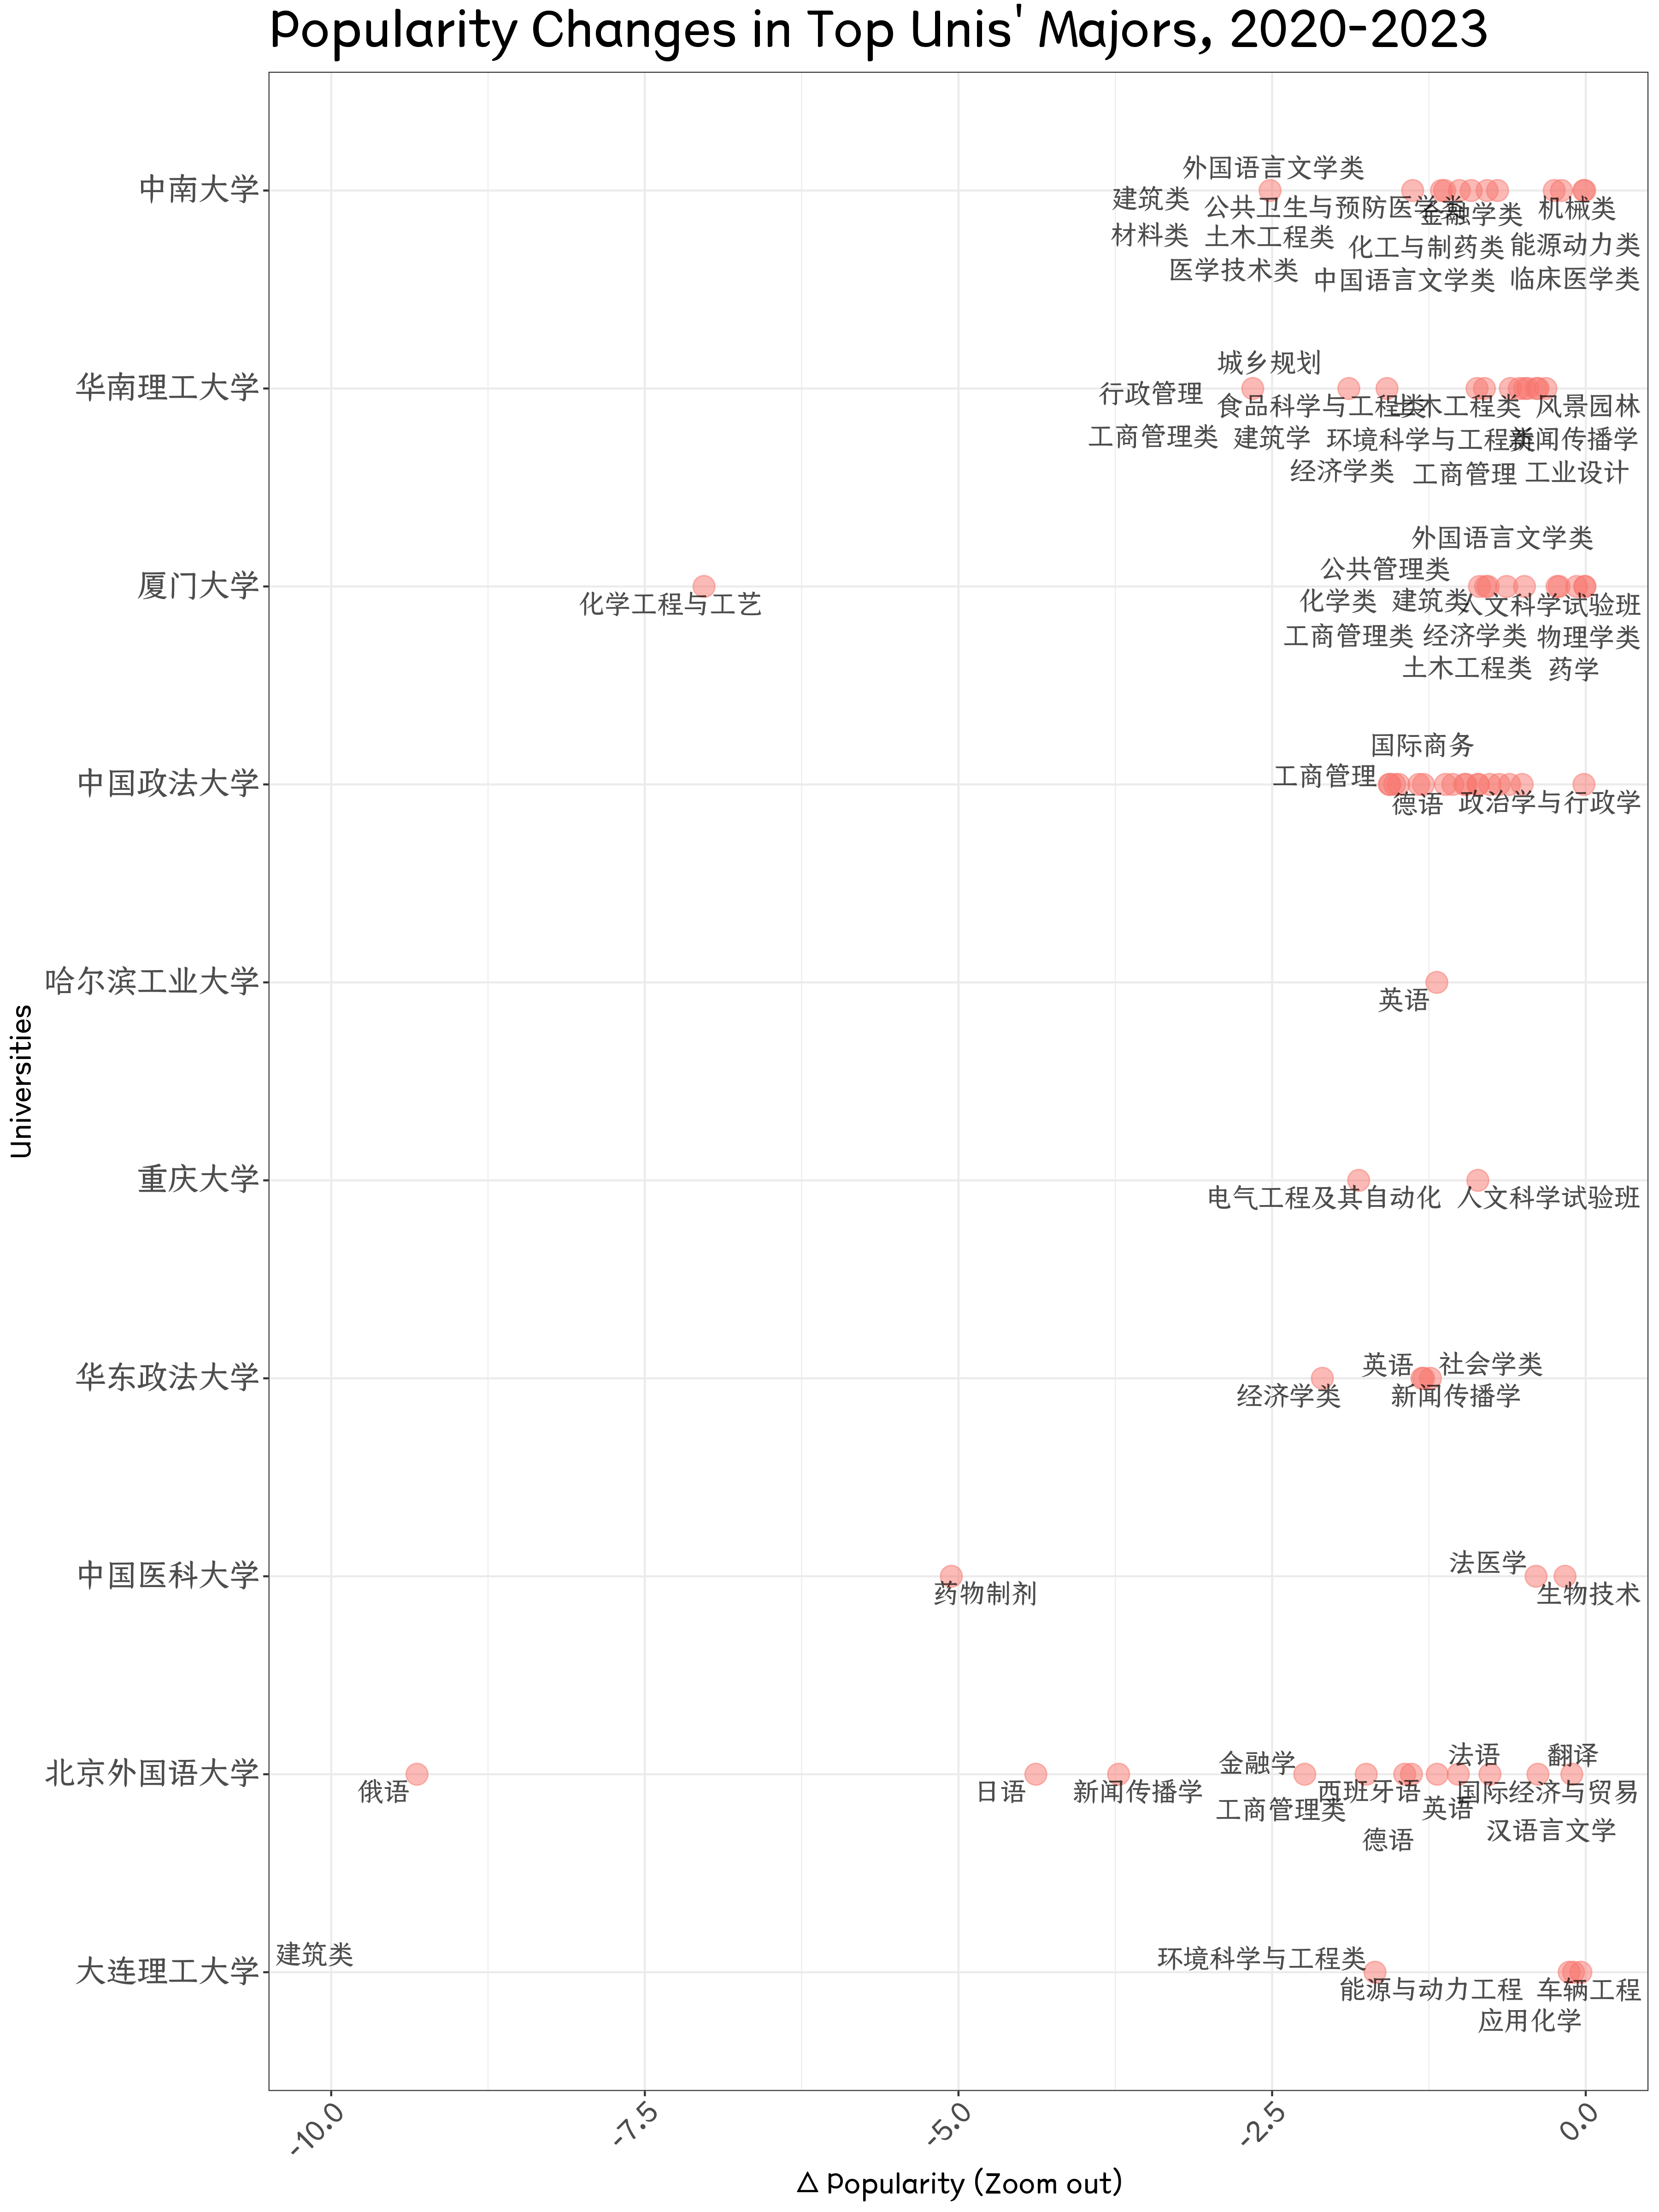 Popularity Changes in Top Unis' Majors, 2020-2023
中南大学
外国语言文学类
建筑类
公共卫生与预防医学类
金融学类
机械类
材料类
土木工程类
化工与制药类
能源动力类
医学技术类
中国语言文学类
临床医学类
华南理工大学
城乡规划
行政管理
食品科学与工程类
土木工程类
风景园林
工商管理类
建筑学
环境科学与工程类
新闻传播学
经济学类
工商管理
工业设计
厦门大学
外国语言文学类
公共管理类
化学工程与工艺
化学类
建筑类
人文科学试验班
工商管理类
经济学类
物理学类
土木工程类
药学
中国政法大学
国际商务
工商管理
德语
政治学与行政学
哈尔滨工业大学
英语
重庆大学
电气工程及其自动化
人文科学试验班
华东政法大学
英语
社会学类
经济学类
新闻传播学
中国医科大学
法医学
药物制剂
生物技术
北京外国语大学
金融学
法语
翻译
俄语
日语
新闻传播学
西班牙语
国际经济与贸易
工商管理类
英语
德语
汉语言文学
大连理工大学
建筑类
环境科学与工程类
能源与动力工程
车辆工程
应用化学
Universities
-10.0
-7.5
-5.0
-2.5
0.0
△ Popularity (Zoom out)